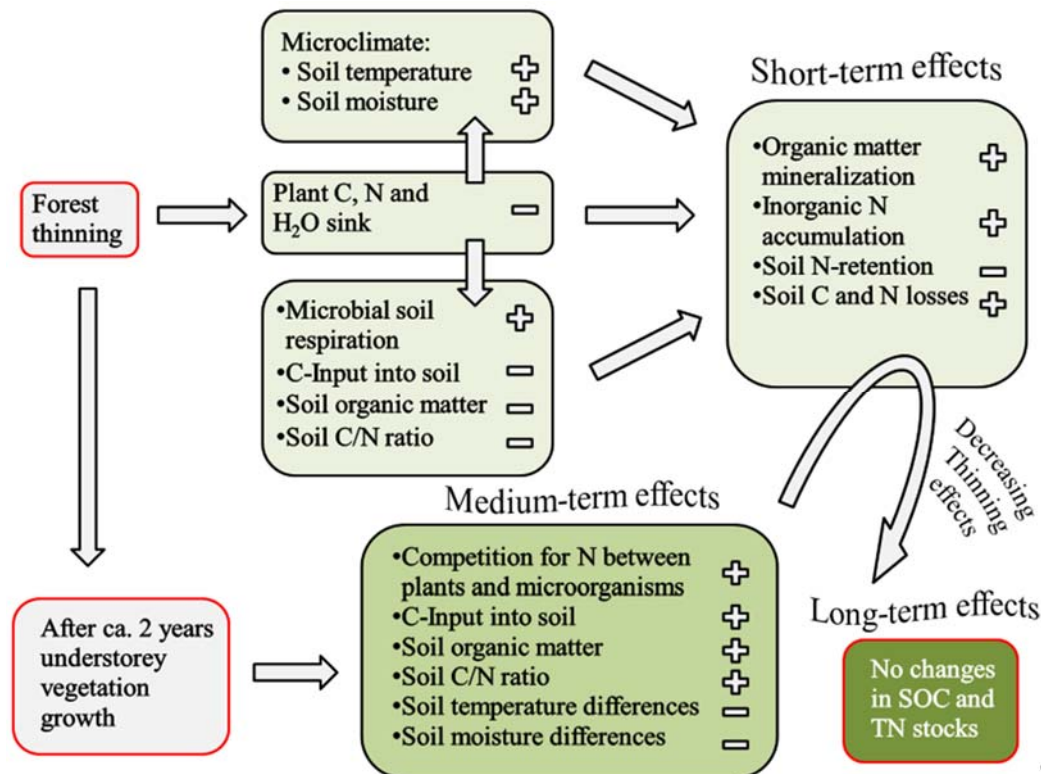 Microclimate:
• Soil temperature +
• Soil moisture +
Short-term effects
•Organic matter +
mineralization
•Inorganic N
accumulation +
•Soil N-retention −
•Soil C and N losses +
Forest
thinning
Plant C, N and −
H₂O sink
•Microbial soil +
respiration
•C-Input into soil −
•Soil organic matter −
•Soil C/N ratio −
Decreasing
Thinning
effects
Medium-term effects
•Competition for N between
plants and microorganisms +
•C-Input into soil +
•Soil organic matter +
•Soil C/N ratio +
•Soil temperature differences −
•Soil moisture differences −
After ca. 2 years
understorey
vegetation
growth
Long-term effects
No changes
in SOC and
TN stocks